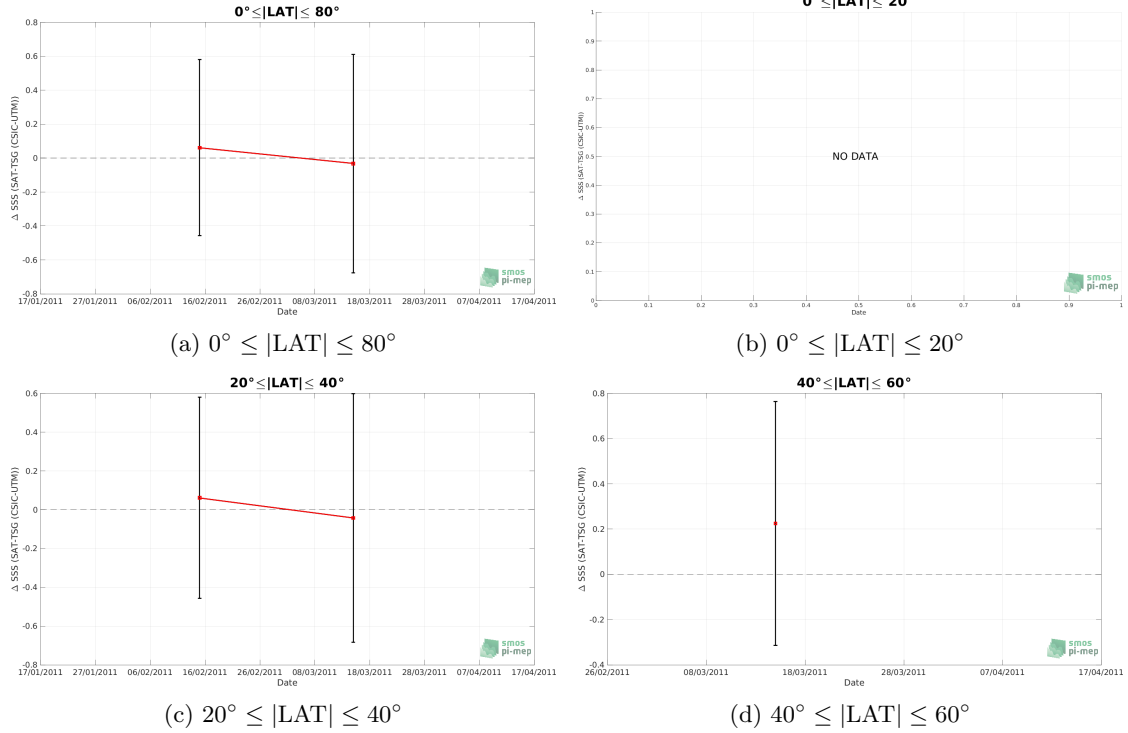 0°≤|LAT|≤ 80°
0.8
0.6
0.4
0.2
0
-0.2
-0.4
-0.6
-0.8
Δ SSS (SAT-TSG (CSIC-UTM))
17/01/2011 27/01/2011 06/02/2011 16/02/2011 26/02/2011 08/03/2011 18/03/2011 28/03/2011 07/04/2011 17/04/2011
Date
smos
pi-mep
(a) 0° ≤ |LAT| ≤ 80°
0°≤|LAT|≤ 20°
1
0.9
0.8
0.7
0.6
0.5
0.4
0.3
0.2
0.1
0
Δ SSS (SAT-TSG (CSIC-UTM))
NO DATA
0 0.1 0.2 0.3 0.4 0.5 0.6 0.7 0.8 0.9 1
Date
smos
pi-mep
(b) 0° ≤ |LAT| ≤ 20°
20°≤|LAT|≤ 40°
0.6
0.4
0.2
0
-0.2
-0.4
-0.6
-0.8
Δ SSS (SAT-TSG (CSIC-UTM))
17/01/2011 27/01/2011 06/02/2011 16/02/2011 26/02/2011 08/03/2011 18/03/2011 28/03/2011 07/04/2011 17/04/2011
Date
smos
pi-mep
(c) 20° ≤ |LAT| ≤ 40°
40°≤|LAT|≤ 60°
0.8
0.6
0.4
0.2
0
-0.2
-0.4
Δ SSS (SAT-TSG (CSIC-UTM))
26/02/2011 08/03/2011 18/03/2011 28/03/2011 07/04/2011 17/04/2011
Date
smos
pi-mep
(d) 40° ≤ |LAT| ≤ 60°